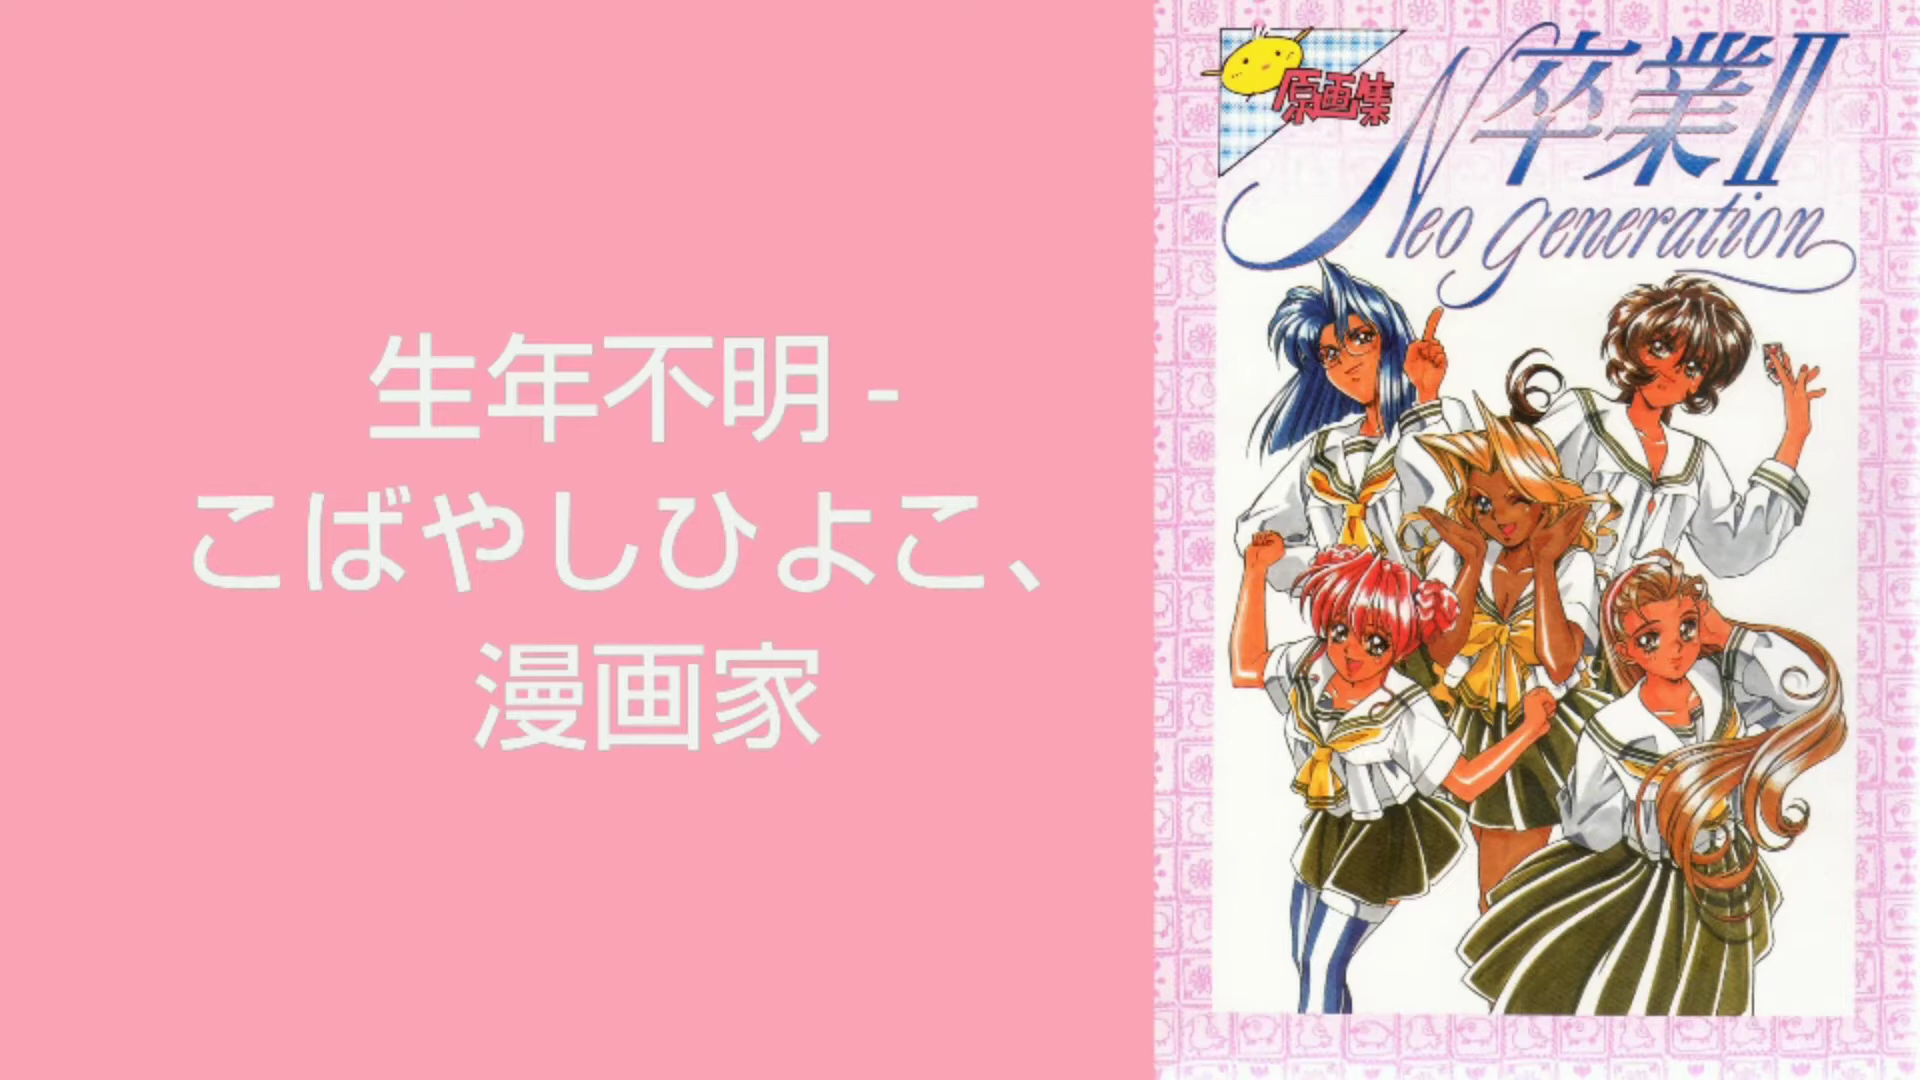 生年不明 -
こばやしひよこ、
漫画家
原画集
卒業II
Neo generation